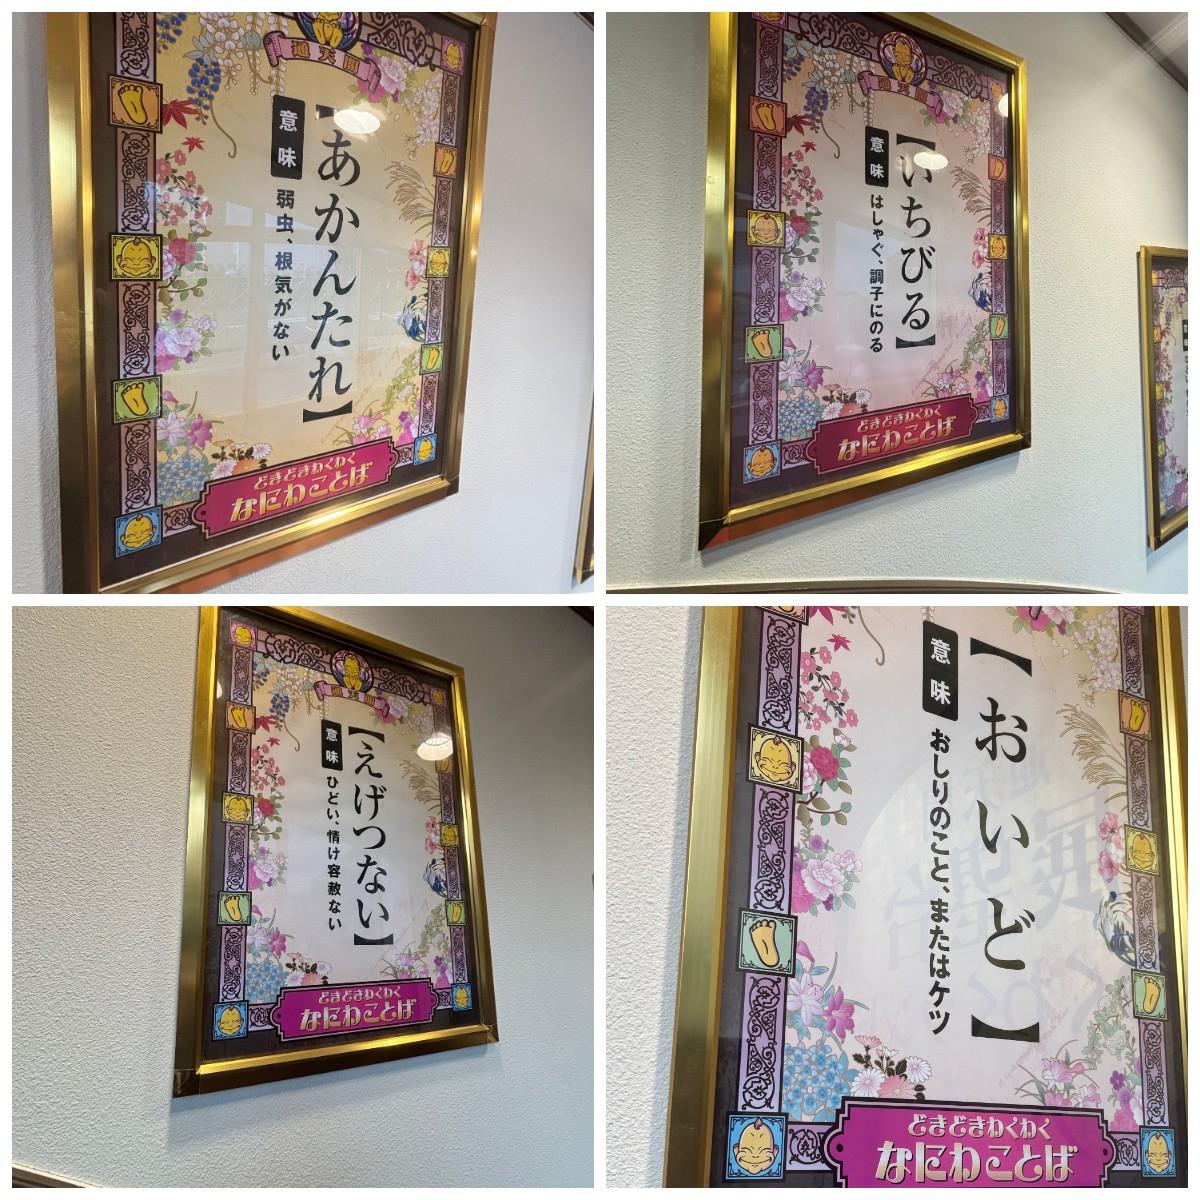 通天閣
【あかんたれ】
意味
弱虫、根気がない
どきどきわくわく
なにわことば
通天閣
【いちびる】
意味
はしゃぐ、調子にのる
どきどきわくわく
なにわことば
通天閣
【えげつない】
意味
ひどい、情け容赦ない
どきどきわくわく
なにわことば
【おいど】
意味
おしりのこと、またはケツ
どきどきわくわく
なにわことば